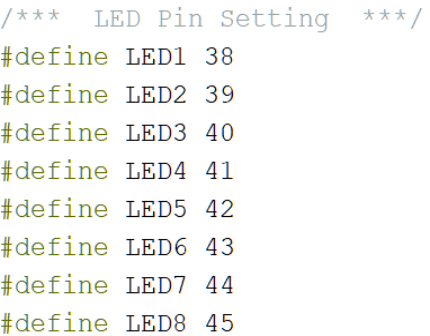 /***  LED Pin Setting  ***/
#define LED1 38
#define LED2 39
#define LED3 40
#define LED4 41
#define LED5 42
#define LED6 43
#define LED7 44
#define LED8 45